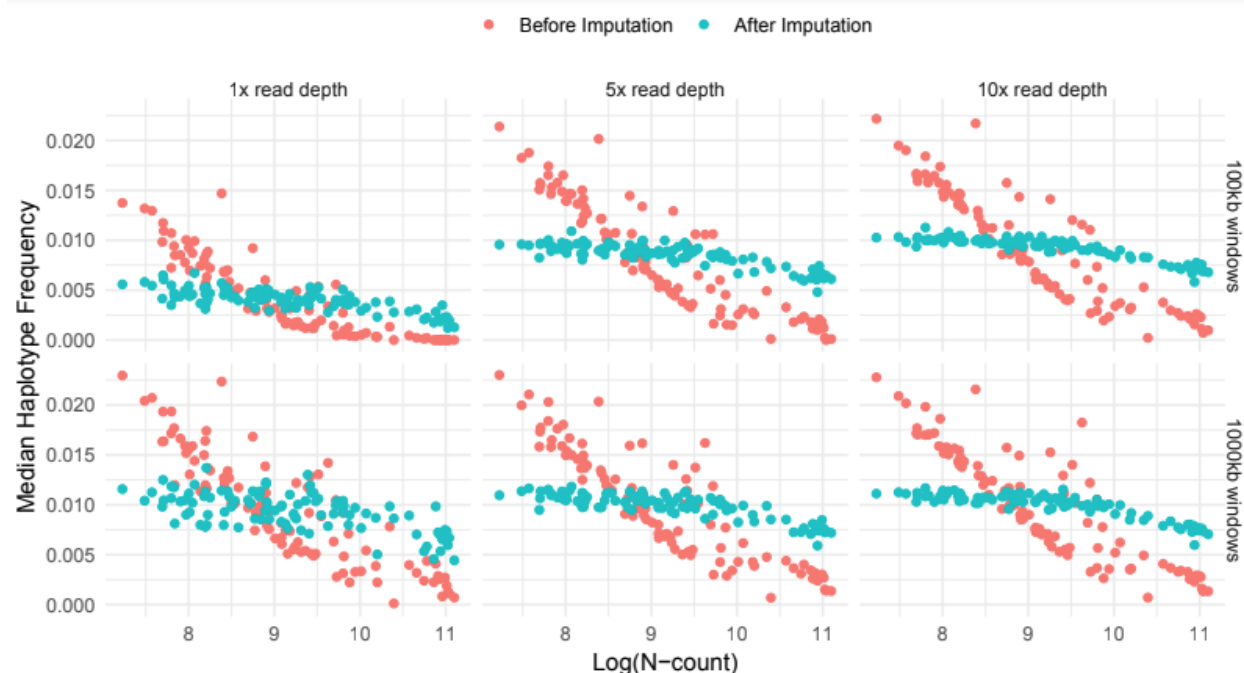 Before Imputation After Imputation
1x read depth 5x read depth 10x read depth
Median Haplotype Frequency
0.020
0.015
0.010
0.005
0.000
100kb windows
0.020
0.015
0.010
0.005
0.000
1000kb windows
8 9 10 11 8 9 10 11 8 9 10 11
Log(N−count)